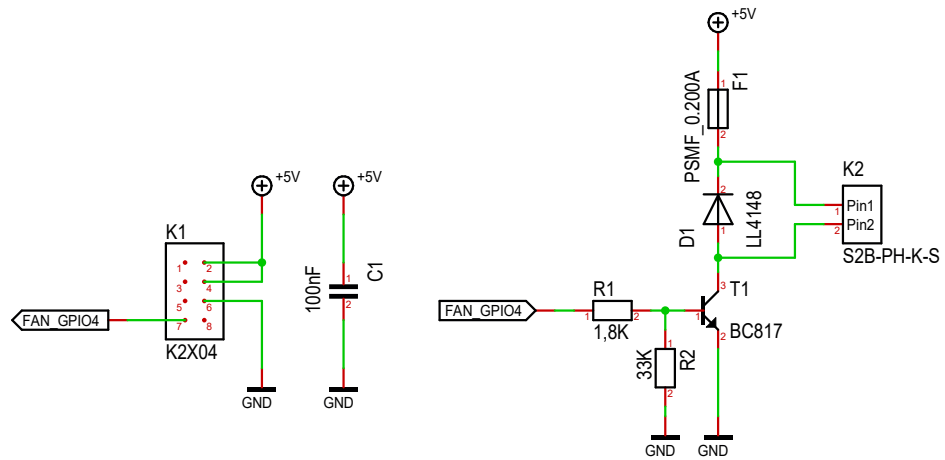 +5V
K1
1 2
3 4
5 6
7 8
K2X04
FAN_GPIO4
GND
+5V
1
2
100nF
C1
GND
+5V
1
2
PSMF_0.200A
F1
2
1
D1
LL4148
K2
Pin1
1
Pin2
2
S2B-PH-K-S
FAN_GPIO4
R1
1 2
1,8K
1
2
33K
R2
GND
T1
3
1
2
BC817
GND